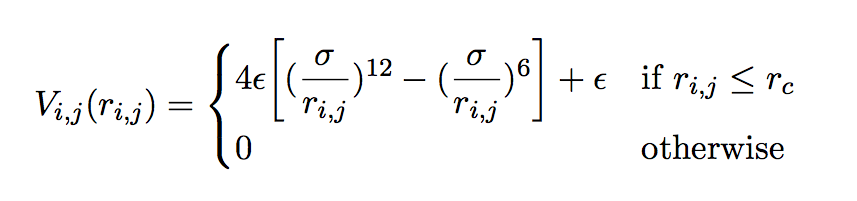 V_{i,j}(r_{i,j}) = \begin{cases} 4\epsilon\left[(\frac{\sigma}{r_{i,j}})^{12} - (\frac{\sigma}{r_{i,j}})^{6}\right] + \epsilon & \text{if } r_{i,j} \leq r_c \\ 0 & \text{otherwise} \end{cases}